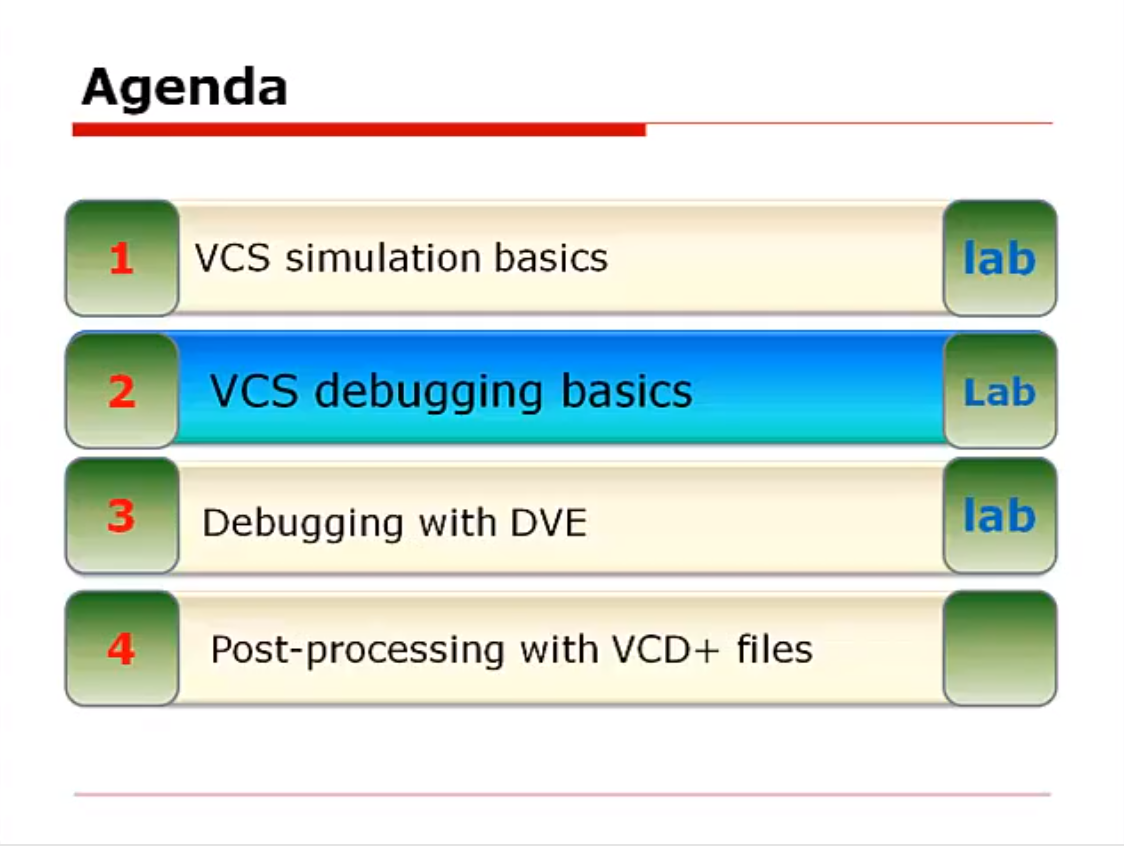 Agenda
1 VCS simulation basics lab
2 VCS debugging basics Lab
3 Debugging with DVE lab
4 Post-processing with VCD+ files